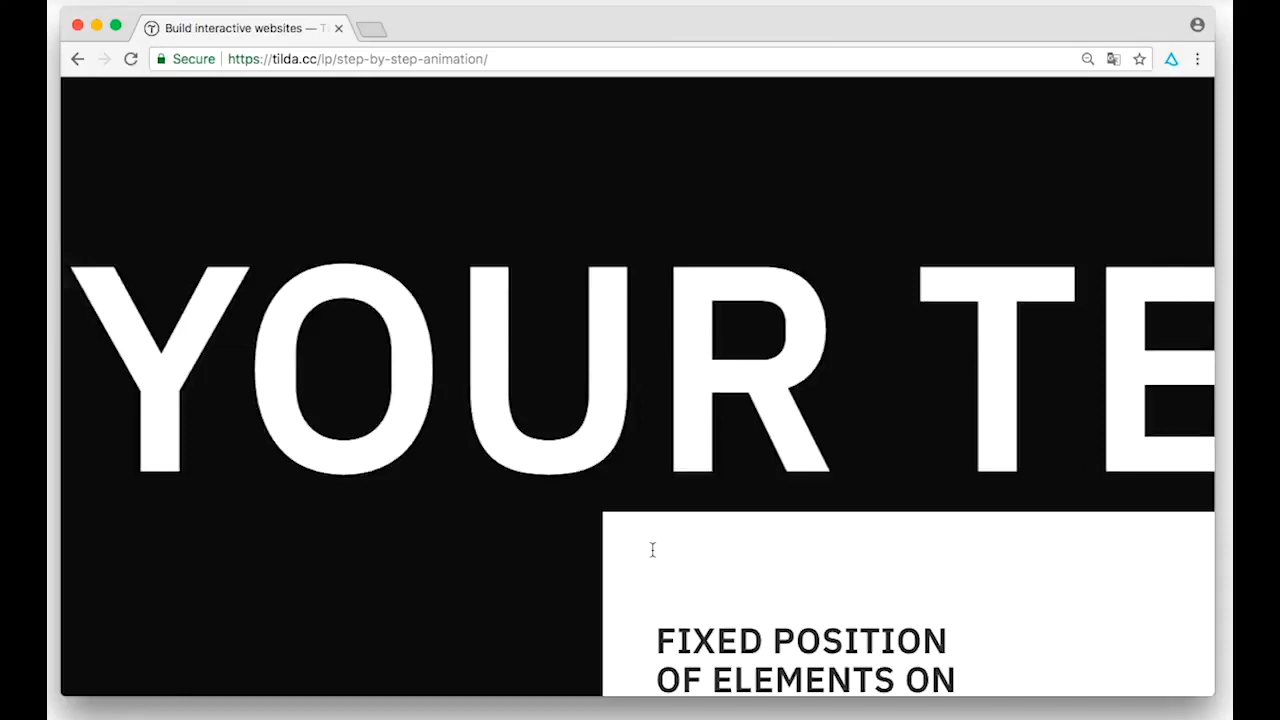 Build interactive websites —
Secure
https://tilda.cc/lp/step-by-step-animation/
YOUR TE
FIXED POSITION
OF ELEMENTS ON